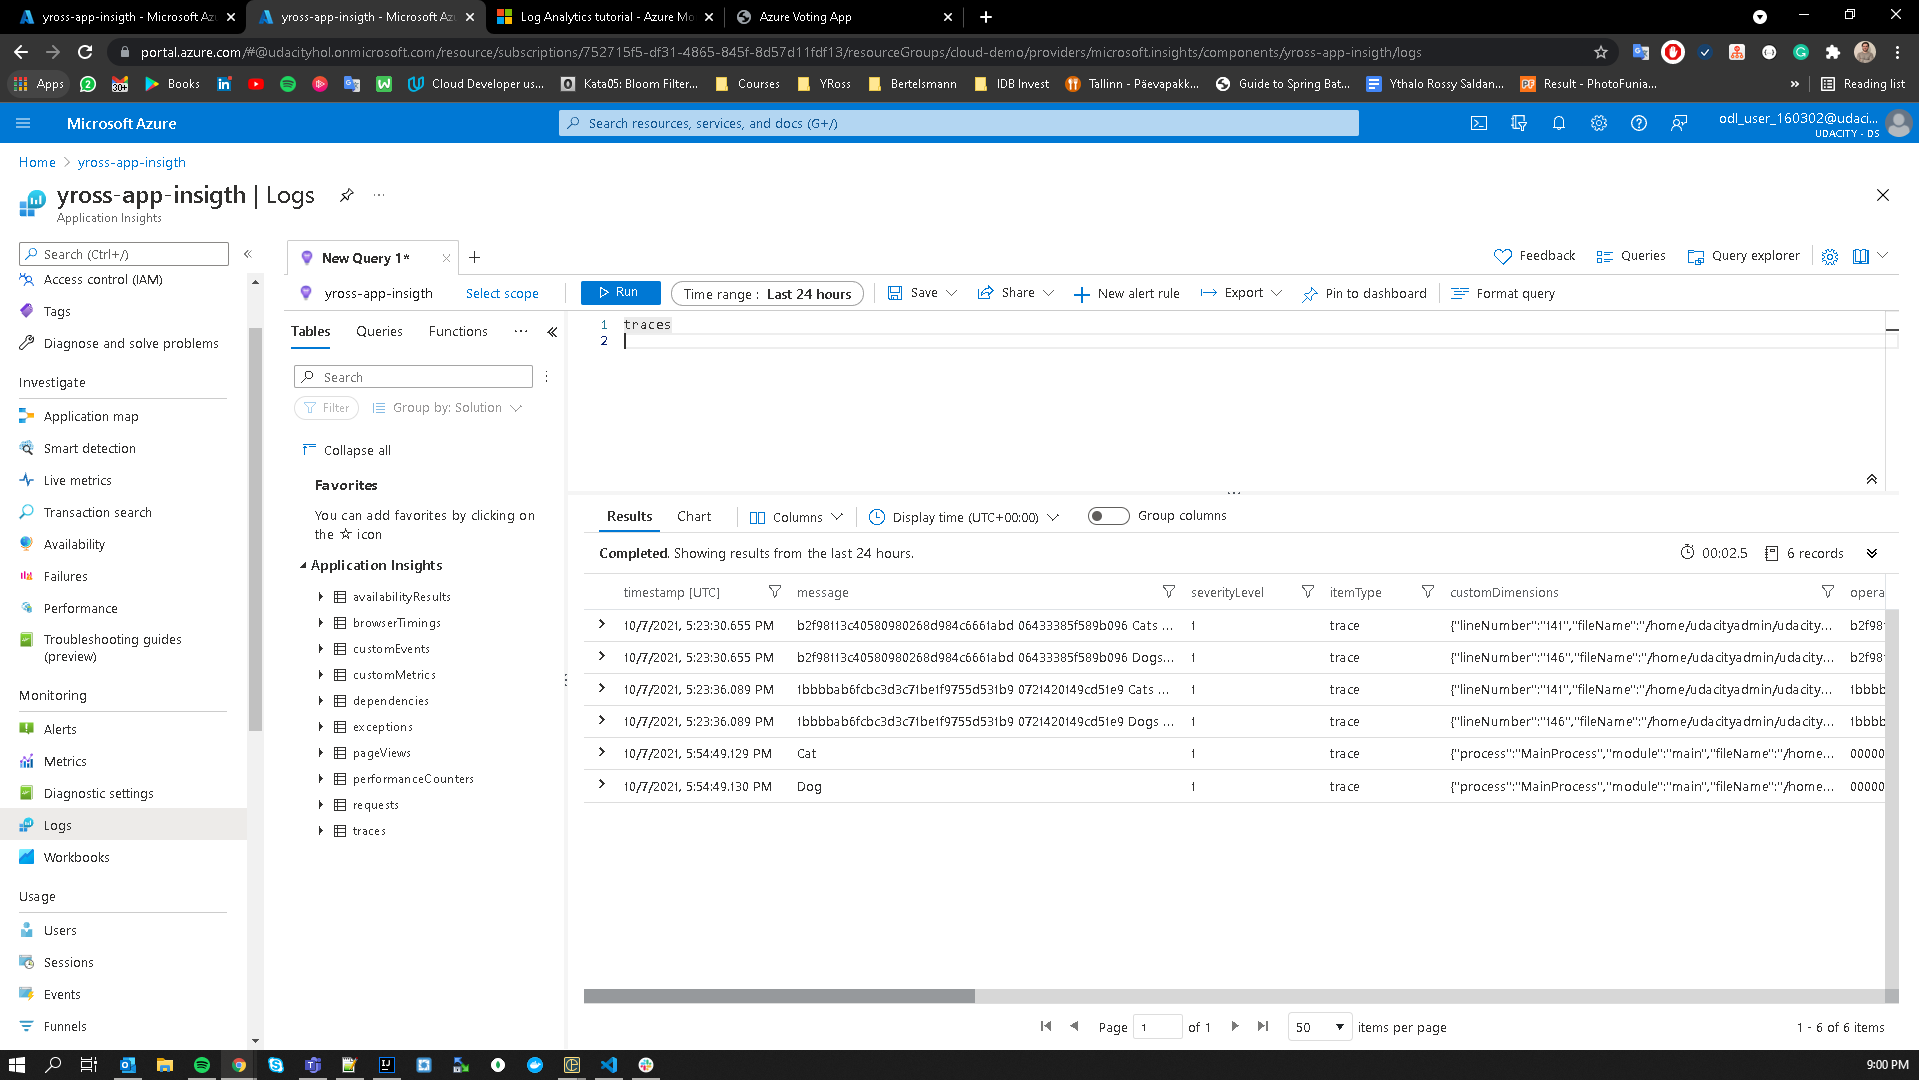 yross-app-insigth - Microsoft Az
yross-app-insigth - Microsoft Az
Log Analytics tutorial - Azure Mo
Azure Voting App
portal.azure.com/#@udacityhol.onmicrosoft.com/resource/subscriptions/752715f5-df31-4865-845f-8d57d11fdf13/resourceGroups/cloud-demo/providers/microsoft.insights/components/yross-app-insigth/logs
Apps
30+
Books
Cloud Developer us...
Kata05: Bloom Filter...
Courses
YRoss
Bertelsmann
IDB Invest
Tallinn - Päevapakk...
Guide to Spring Bat...
Ythalo Rossy Saldan...
Result - PhotoFunia...
Reading list
Microsoft Azure
Search resources, services, and docs (G+/)
odl_user_160302@udaci...
UDACITY - DS
Home > yross-app-insigth
yross-app-insigth | Logs
Application Insights
Search (Ctrl+/)
Access control (IAM)
Tags
Diagnose and solve problems
Investigate
Application map
Smart detection
Live metrics
Transaction search
Availability
Failures
Performance
Troubleshooting guides
(preview)
Monitoring
Alerts
Metrics
Diagnostic settings
Logs
Workbooks
Usage
Users
Sessions
Events
Funnels
New Query 1*
Feedback
Queries
Query explorer
yross-app-insigth
Select scope
Run
Time range : Last 24 hours
Save
Share
New alert rule
Export
Pin to dashboard
Format query
Tables
Queries
Functions
Search
Filter
Group by: Solution
Collapse all
Favorites
You can add favorites by clicking on
the ☆ icon
Application Insights
availabilityResults
browserTimings
customEvents
customMetrics
dependencies
exceptions
pageViews
performanceCounters
requests
traces
1 traces
2
Results
Chart
Columns
Display time (UTC+00:00)
Group columns
Completed. Showing results from the last 24 hours.
00:02.5
6 records
timestamp [UTC] message severityLevel itemType customDimensions opera
10/7/2021, 5:23:30.655 PM b2f98113c40580980268d984c6661abd 06433385f589b096 Cats ... 1 trace {"lineNumber":"141","fileName":"/home/udacityadmin/udacity... b2f98
10/7/2021, 5:23:30.655 PM b2f98113c40580980268d984c6661abd 06433385f589b096 Dogs... 1 trace {"lineNumber":"146","fileName":"/home/udacityadmin/udacity... b2f98
10/7/2021, 5:23:36.089 PM 1bbbbab6fcbc3d3c71be1f9755d531b9 0721420149cd51e9 Cats ... 1 trace {"lineNumber":"141","fileName":"/home/udacityadmin/udacity... 1bbbb
10/7/2021, 5:23:36.089 PM 1bbbbab6fcbc3d3c71be1f9755d531b9 0721420149cd51e9 Dogs ... 1 trace {"lineNumber":"146","fileName":"/home/udacityadmin/udacity... 1bbbb
10/7/2021, 5:54:49.129 PM Cat 1 trace {"process":"MainProcess","module":"main","fileName":"/home... 00000
10/7/2021, 5:54:49.130 PM Dog 1 trace {"process":"MainProcess","module":"main","fileName":"/home... 00000
Page 1 of 1
50 items per page
1 - 6 of 6 items
9:00 PM